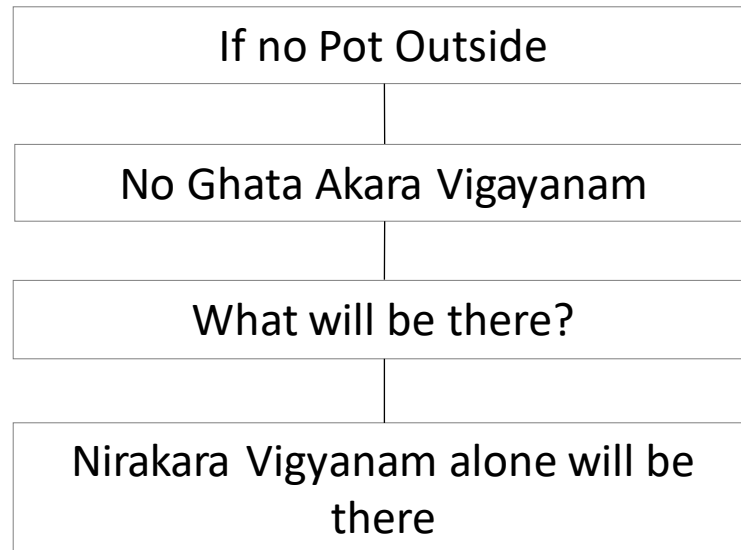 If no Pot Outside
No Ghata Akara Vigayanam
What will be there?
Nirakara Vigyanam alone will be
there